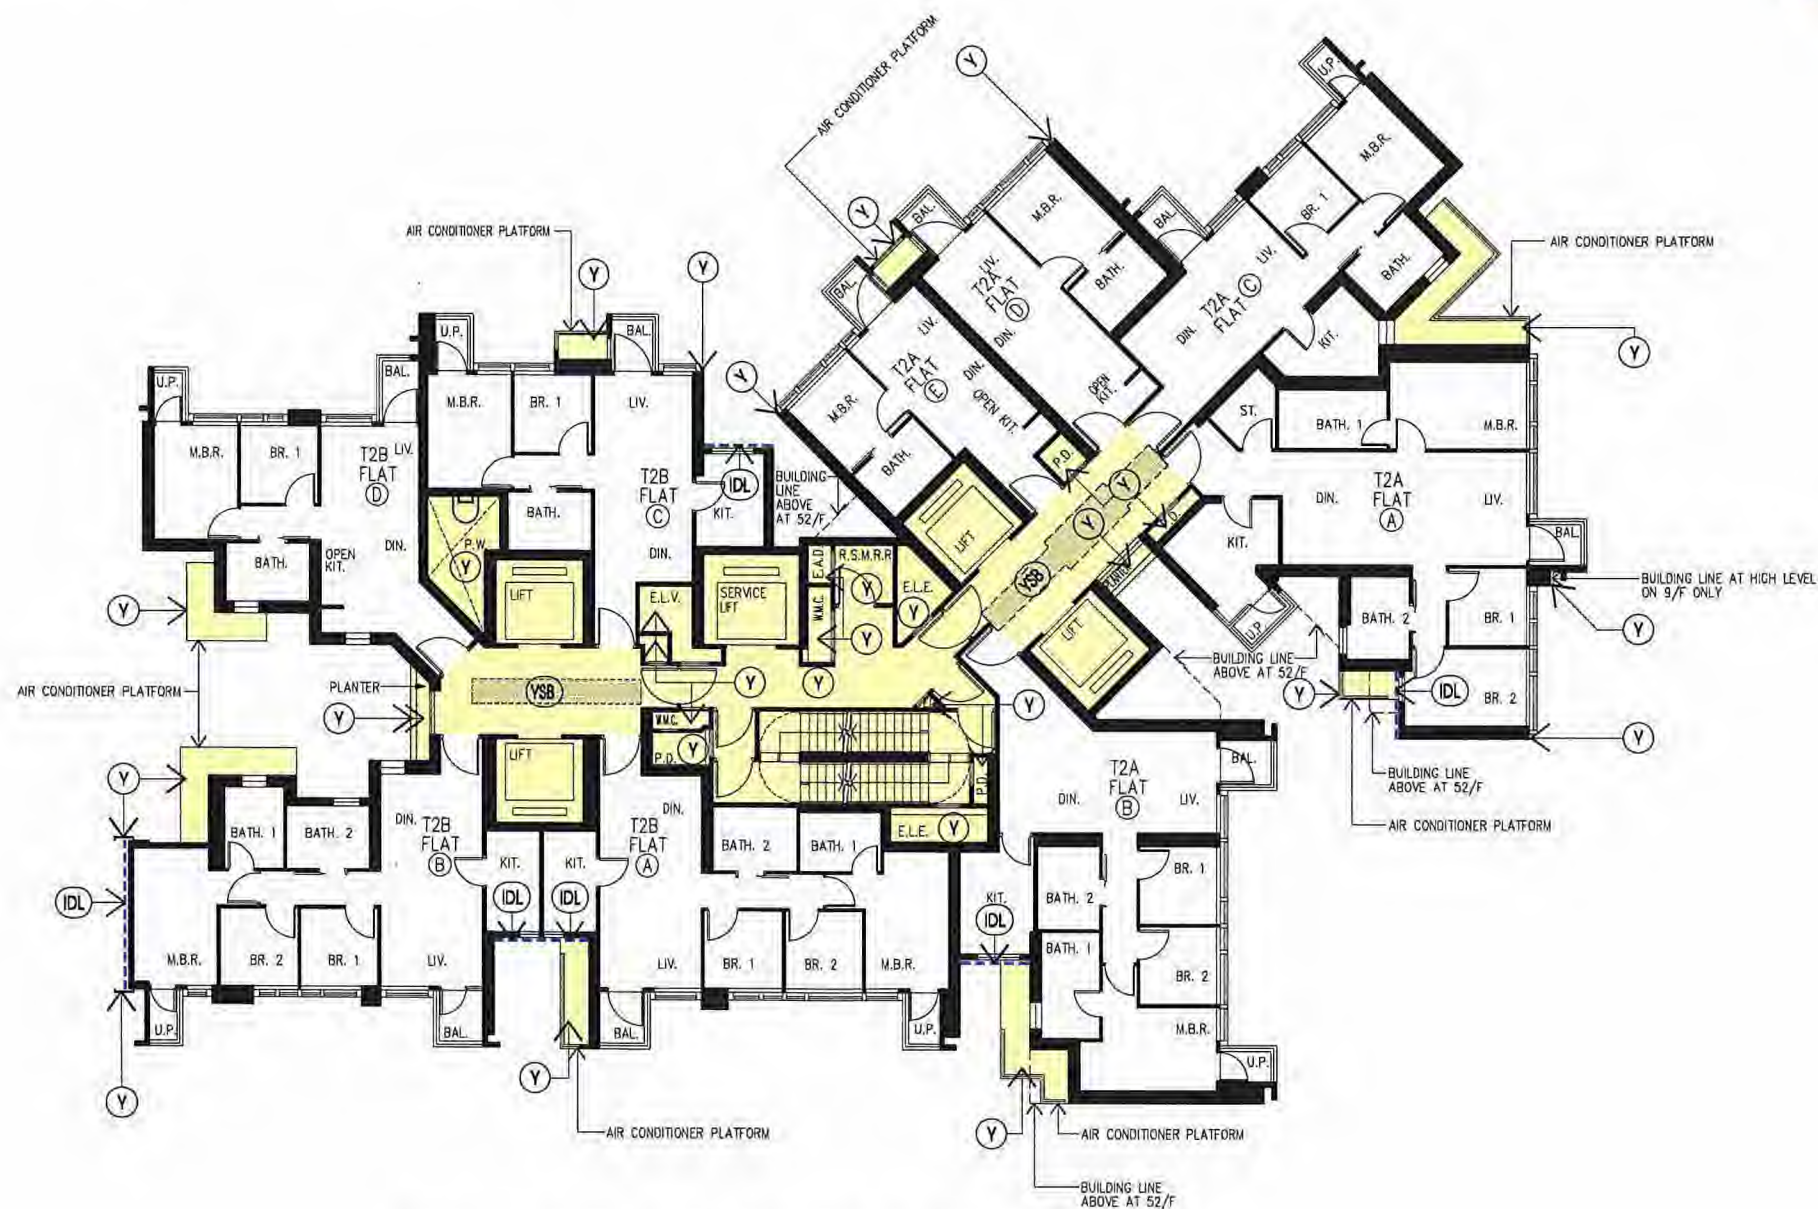 AIR CONDITIONER PLATFORM
Y
U.P.
M.B.R.
BR. 1
BATH.
LIV.
T2A
FLAT
C
DIN.
KIT.
BAL.
AIR CONDITIONER PLATFORM
Y
Y
BAL.
M.B.R.
BATH.
LIV.
T2A
FLAT
D
DIN.
OPEN
KIT.
BAL.
LIV.
T2A
FLAT
E
DIN.
OPEN KIT.
M.B.R.
BATH.
Y
P.D.
AIR CONDITIONER PLATFORM
Y
Y
U.P.
BAL.
M.B.R.
BR. 1
LIV.
T2B
FLAT
C
BATH.
DIN.
KIT.
IDL
BUILDING
LINE
ABOVE
AT 52/F
U.P.
BAL.
M.B.R.
BR. 1
LIV.
T2B
FLAT
D
BATH.
OPEN
KIT.
DIN.
P.W.
Y
LIFT
E.L.V.
SERVICE
LIFT
E.A.D.
R.S.M.R.R
Y
W.M.C.
Y
E.L.E.
Y
LIFT
Y
Y
VSB
PLANTER
LIFT
ST.
BATH. 1
M.B.R.
T2A
FLAT
A
DIN.
LIV.
KIT.
BAL.
U.P.
BATH. 2
BR. 1
BR. 2
BUILDING LINE AT HIGH LEVEL
ON 9/F ONLY
Y
BUILDING LINE
ABOVE AT 52/F
Y
IDL
Y
BUILDING LINE
ABOVE AT 52/F
AIR CONDITIONER PLATFORM
Y
AIR CONDITIONER PLATFORM
PLANTER
Y
VSB
Y
Y
Y
W.M.C.
P.D.
Y
LIFT
P.D.
E.L.E.
Y
T2A
FLAT
B
DIN.
LIV.
BAL.
KIT.
IDL
BATH. 2
BR. 1
BATH. 1
BR. 2
M.B.R.
U.P.
Y
BATH. 1
BATH. 2
DIN.
T2B
FLAT
B
KIT.
IDL
KIT.
IDL
DIN.
T2B
FLAT
A
BATH. 2
BATH. 1
IDL
M.B.R.
BR. 2
BR. 1
LIV.
LIV.
BR. 1
BR. 2
M.B.R.
U.P.
BAL.
BAL.
U.P.
Y
Y
AIR CONDITIONER PLATFORM
Y
AIR CONDITIONER PLATFORM
BUILDING LINE
ABOVE AT 52/F